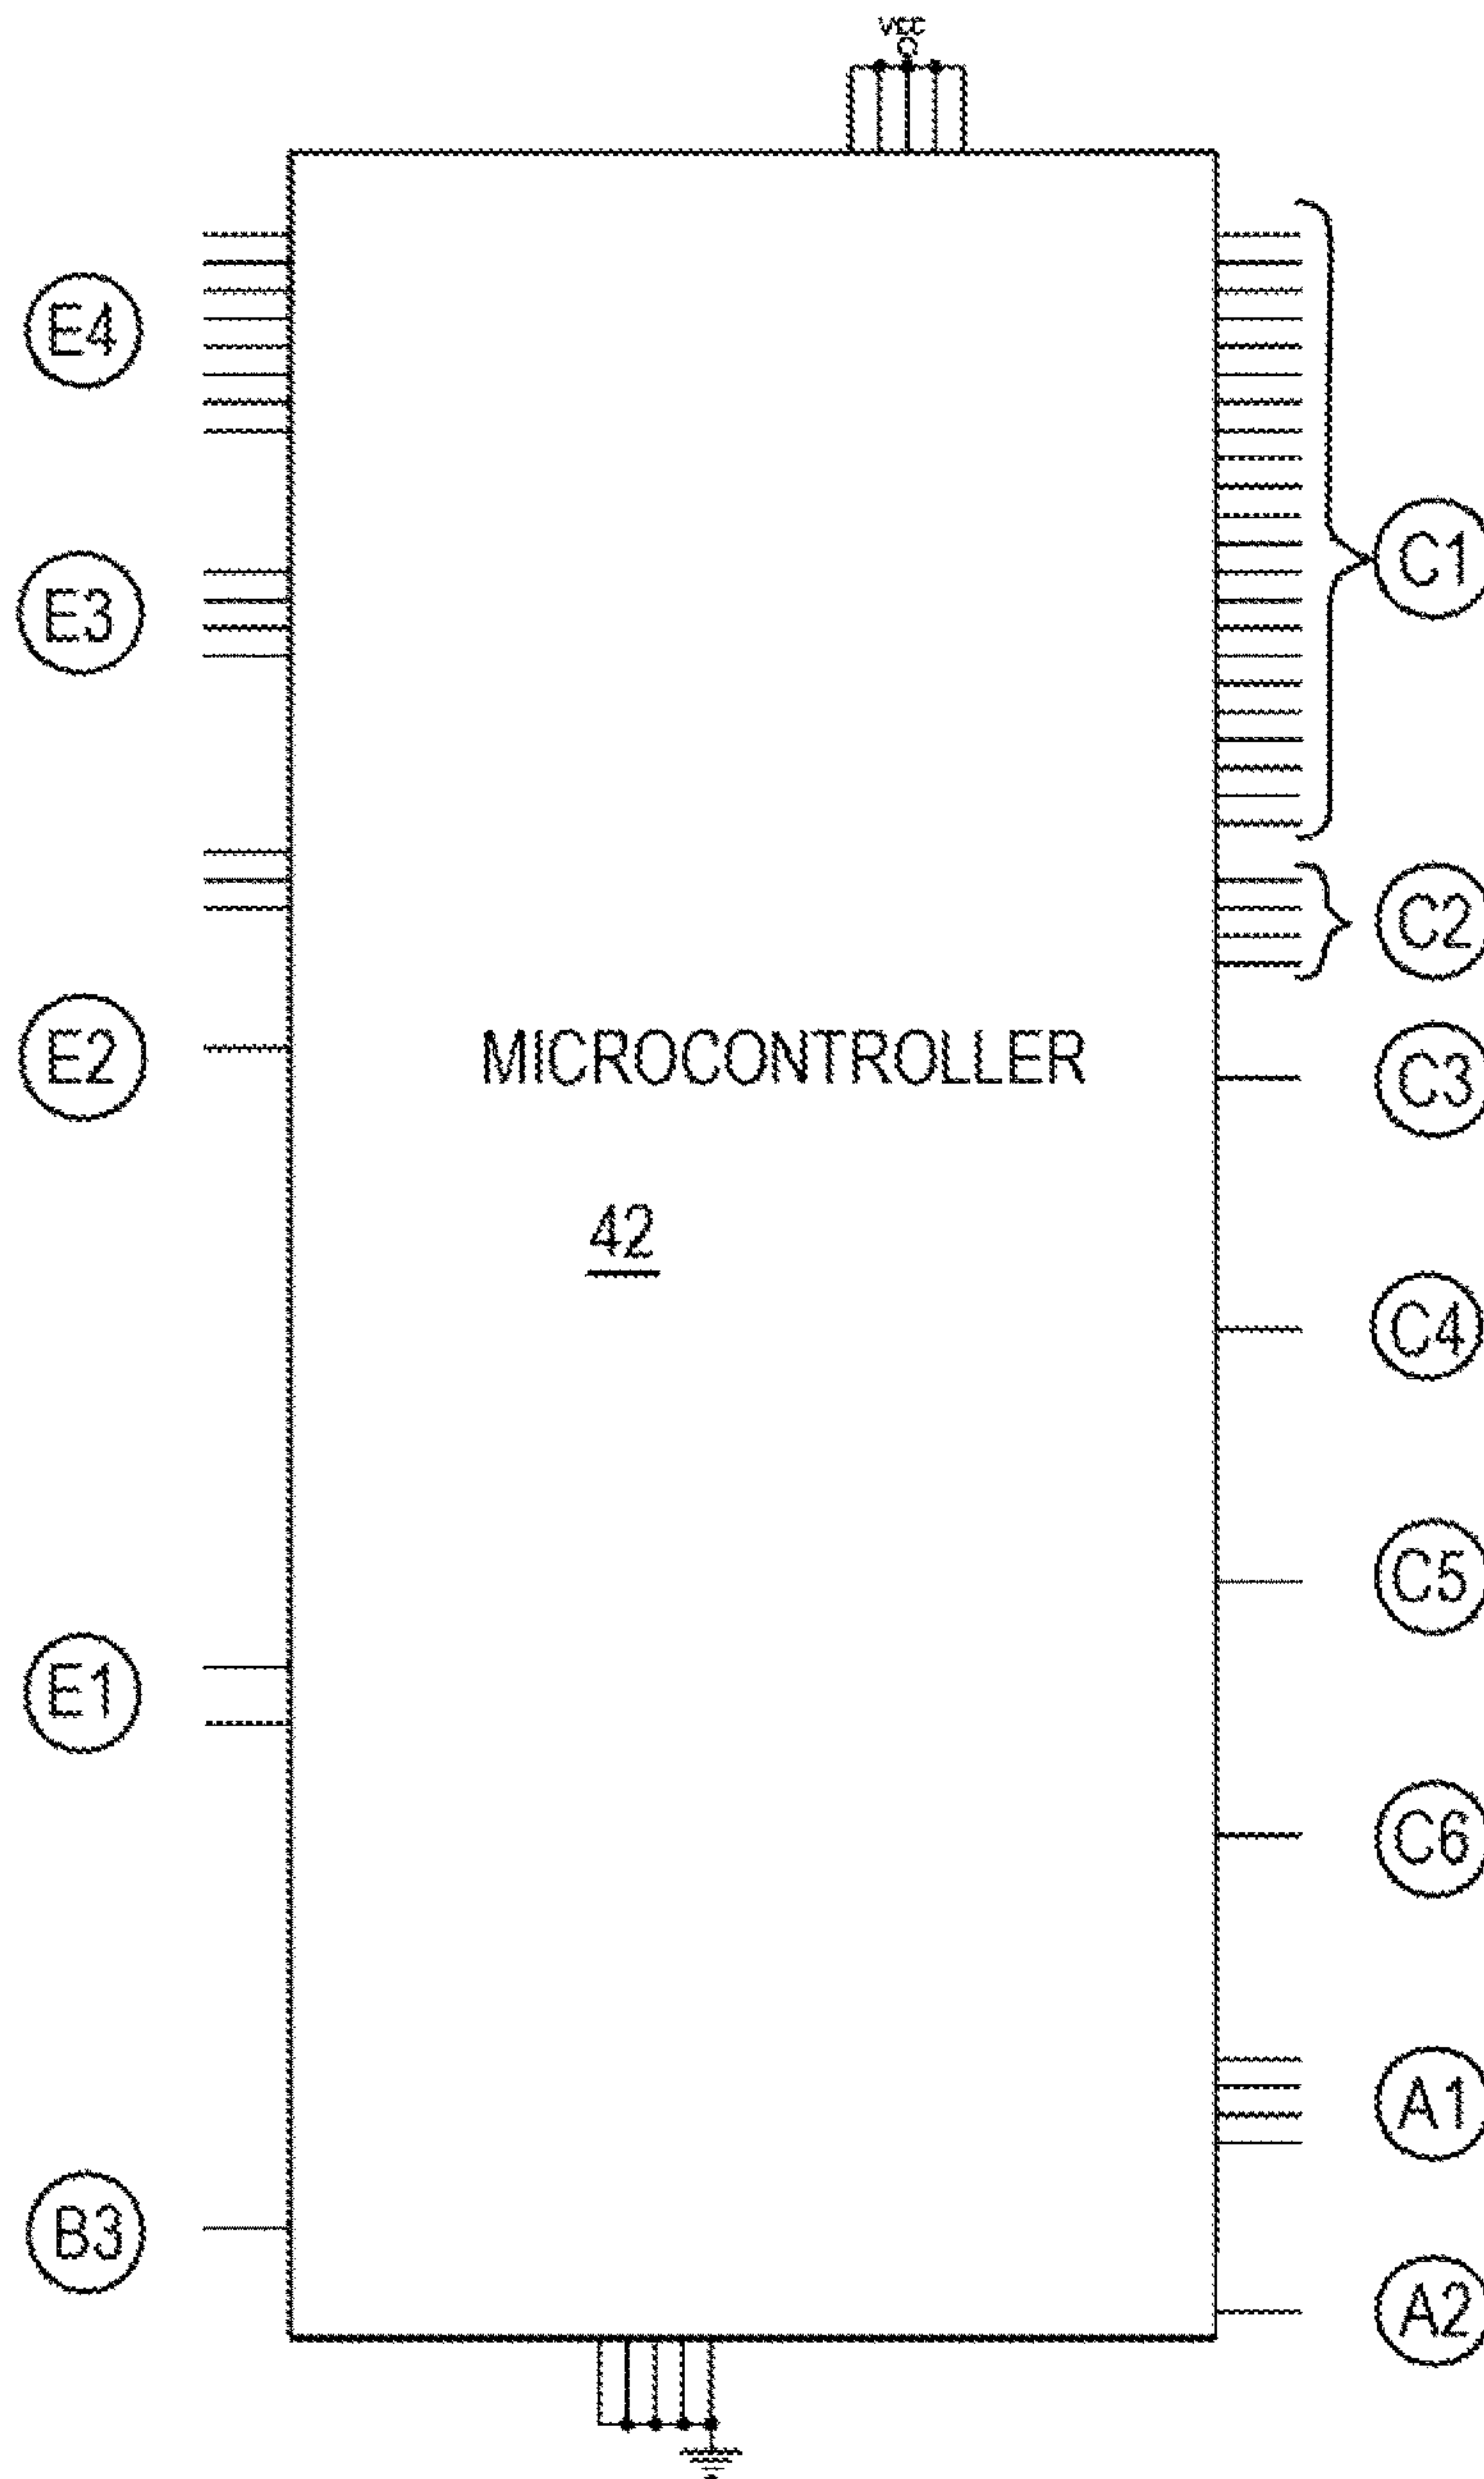 VCC
E4
C1
E3
C2
E2
MICROCONTROLLER
C3
42
C4
C5
E1
C6
A1
B3
A2